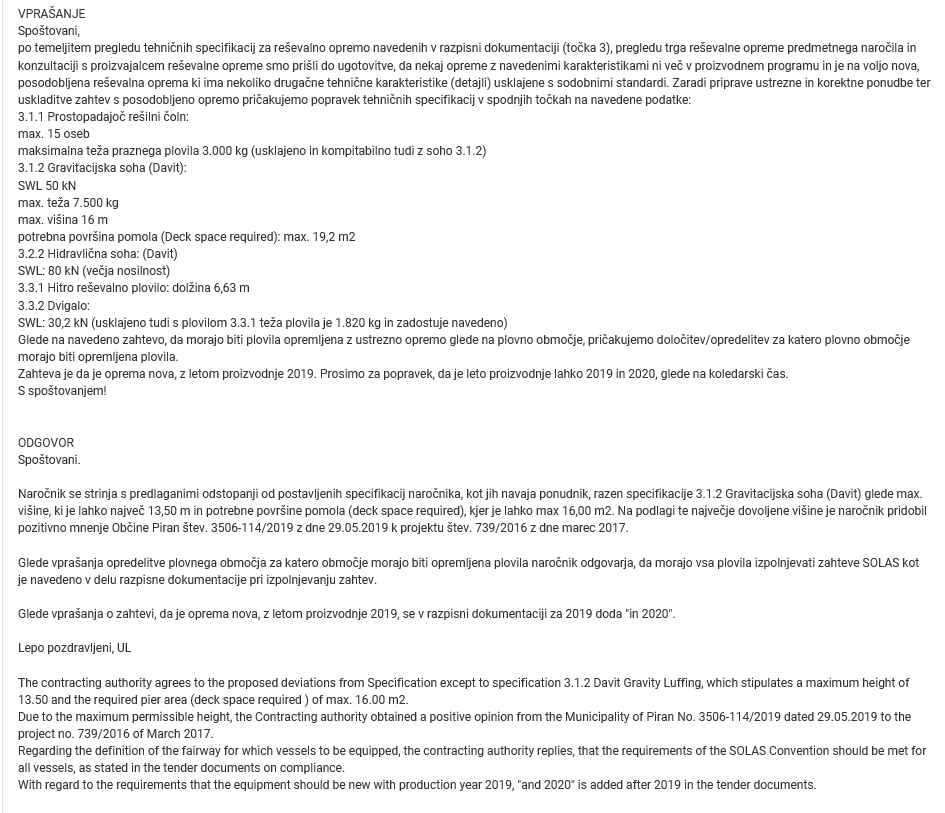 VPRAŠANJE
Spoštovani,
po temeljitem pregledu tehničnih specifikacij za reševalno opremo navedenih v razpisni dokumentaciji (točka 3), pregledu trga reševalne opreme predmetnega naročila in
konzultaciji s proizvajalcem reševalne opreme smo prišli do ugotovitve, da nekaj opreme z navedenimi karakteristikami ni več v proizvodnem programu in je na voljo nova,
posodobljena reševalna oprema ki ima nekoliko drugačne tehnične karakteristike (detajli) usklajene s sodobnimi standardi. Zaradi priprave ustrezne in korektne ponudbe ter
uskladitve zahtev s posodobljeno opremo pričakujemo popravek tehničnih specifikacij v spodnjih točkah na navedene podatke:
3.1.1 Prostopadajoč rešilni čoln:
max. 15 oseb
maksimalna teža praznega plovila 3.000 kg (usklajeno in kompitabilno tudi z soho 3.1.2)
3.1.2 Gravitacijska soha (Davit):
SWL 50 kN
max. teža 7.500 kg
max. višina 16 m
potrebna površina pomola (Deck space required): max. 19,2 m2
3.2.2 Hidravlična soha: (Davit)
SWL: 80 kN (večja nosilnost)
3.3.1 Hitro reševalno plovilo: dolžina 6,63 m
3.3.2 Dvigalo:
SWL: 30,2 kN (usklajeno tudi s plovilom 3.3.1 teža plovila je 1.820 kg in zadostuje navedeno)
Glede na navedeno zahtevo, da morajo biti plovila opremljena z ustrezno opremo glede na plovno območje, pričakujemo določitev/opredelitev za katero plovno območje
morajo biti opremljena plovila.
Zahteva je da je oprema nova, z letom proizvodnje 2019. Prosimo za popravek, da je leto proizvodnje lahko 2019 in 2020, glede na koledarski čas.
S spoštovanjem!
ODGOVOR
Spoštovani.
Naročnik se strinja s predlaganimi odstopanji od postavljenih specifikacij naročnika, kot jih navaja ponudnik, razen specifikacije 3.1.2 Gravitacijska soha (Davit) glede max.
višine, ki je lahko največ 13,50 m in potrebne površine pomola (deck space required), kjer je lahko max 16,00 m2. Na podlagi te največje dovoljene višine je naročnik pridobil
pozitivno mnenje Občine Piran štev. 3506-114/2019 z dne 29.05.2019 k projektu štev. 739/2016 z dne marec 2017.
Glede vprašanja opredelitve plovnega območja za katero območje morajo biti opremljena plovila naročnik odgovarja, da morajo vsa plovila izpolnjevati zahteve SOLAS kot
je navedeno v delu razpisne dokumentacije pri izpolnjevanju zahtev.
Glede vprašanja o zahtevi, da je oprema nova, z letom proizvodnje 2019, se v razpisni dokumentaciji za 2019 doda "in 2020".
Lepo pozdravljeni, UL
The contracting authority agrees to the proposed deviations from Specification except to specification 3.1.2 Davit Gravity Luffing, which stipulates a maximum height of
13.50 and the required pier area (deck space required ) of max. 16.00 m2.
Due to the maximum permissible height, the Contracting authority obtained a positive opinion from the Municipality of Piran No. 3506-114/2019 dated 29.05.2019 to the
project no. 739/2016 of March 2017.
Regarding the definition of the fairway for which vessels to be equipped, the contracting authority replies, that the requirements of the SOLAS Convention should be met for
all vessels, as stated in the tender documents on compliance.
With regard to the requirements that the equipment should be new with production year 2019, "and 2020" is added after 2019 in the tender documents.